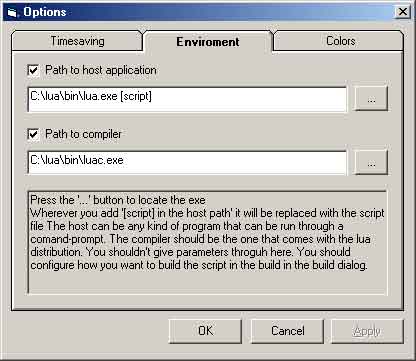 Options
Timesaving
Enviroment
Colors
Path to host application
C:\lua\bin\lua.exe [script]
...
Path to compiler
C:\lua\bin\luac.exe
...
Press the '...' button to locate the exe
Wherever you add '[script] in the host path' it will be replaced with the script
file The host can be any kind of program that can be run through a
comand-prompt. The compiler should be the one that comes with the lua
distribution. You shouldn't give parameters throguh here. You should
configure how you want to build the script in the build in the build dialog.
OK
Cancel
Apply